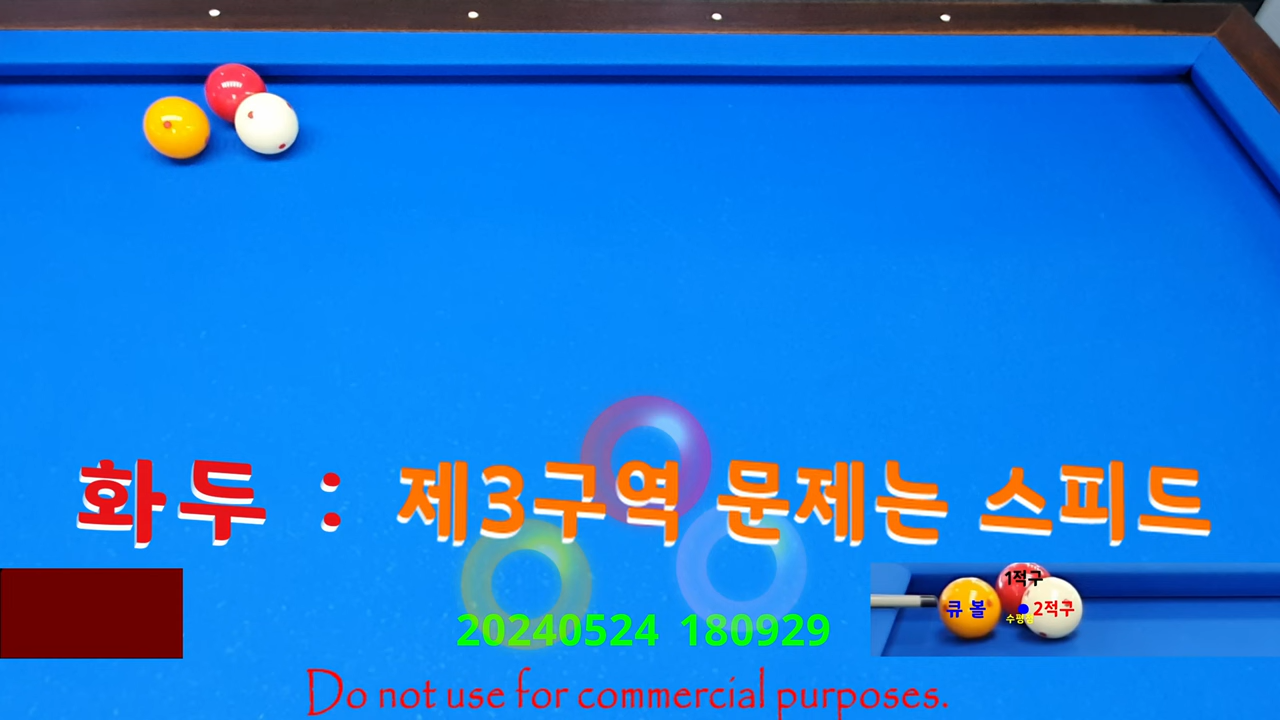 화두 : 제3구역 문제는 스피드
1적구
큐 볼
2적구
20240524 180929
Do not use for commercial purposes.